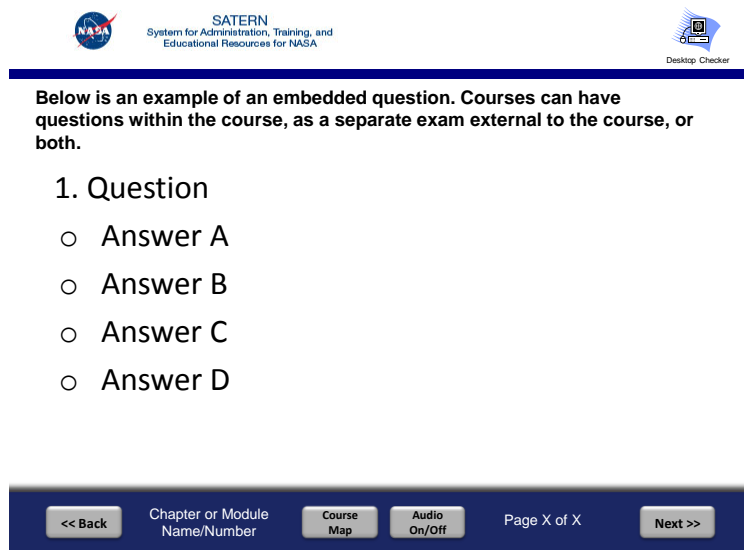 NASA
SATERN
System for Administration, Training, and
Educational Resources for NASA
Desktop Checker
Below is an example of an embedded question. Courses can have
questions within the course, as a separate exam external to the course, or
both.
1. Question
o Answer A
o Answer B
o Answer C
o Answer D
<< Back
Chapter or Module
Name/Number
Course
Map
Audio
On/Off
Page X of X
Next >>